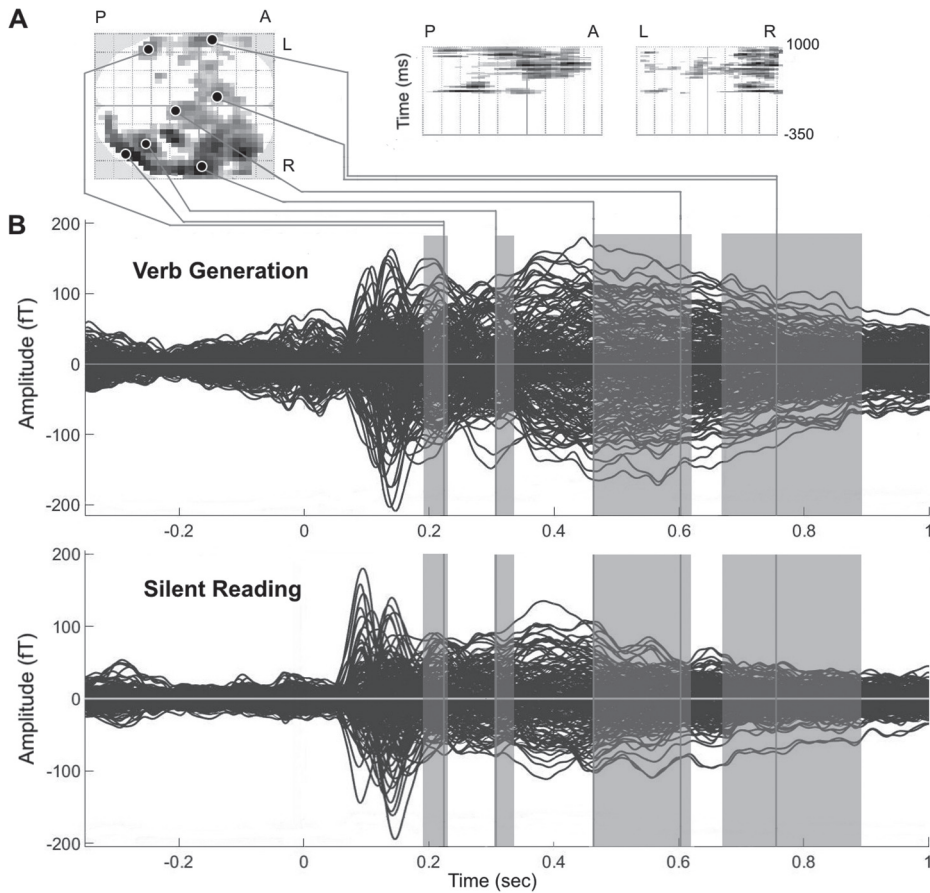 A
P A
L
R
P A
Time (ms)
L R
1000
-350
B
Verb Generation
Amplitude (fT)
200
100
0
-100
-200
-0.2 0 0.2 0.4 0.6 0.8 1
Silent Reading
Amplitude (fT)
200
100
0
-100
-200
-0.2 0 0.2 0.4 0.6 0.8 1
Time (sec)